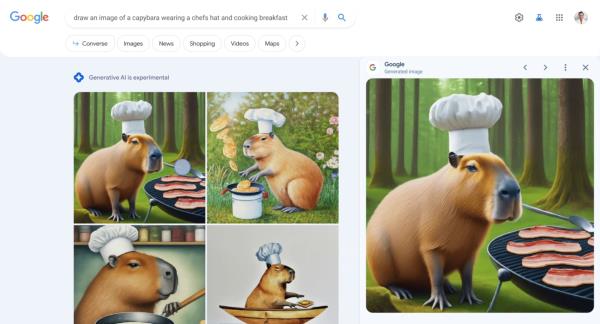 Google
draw an image of a capybara wearing a chefs hat and cooking breakfast
Converse
Images
News
Shopping
Videos
Maps
Generative AI is experimental
G
Google
Generated image